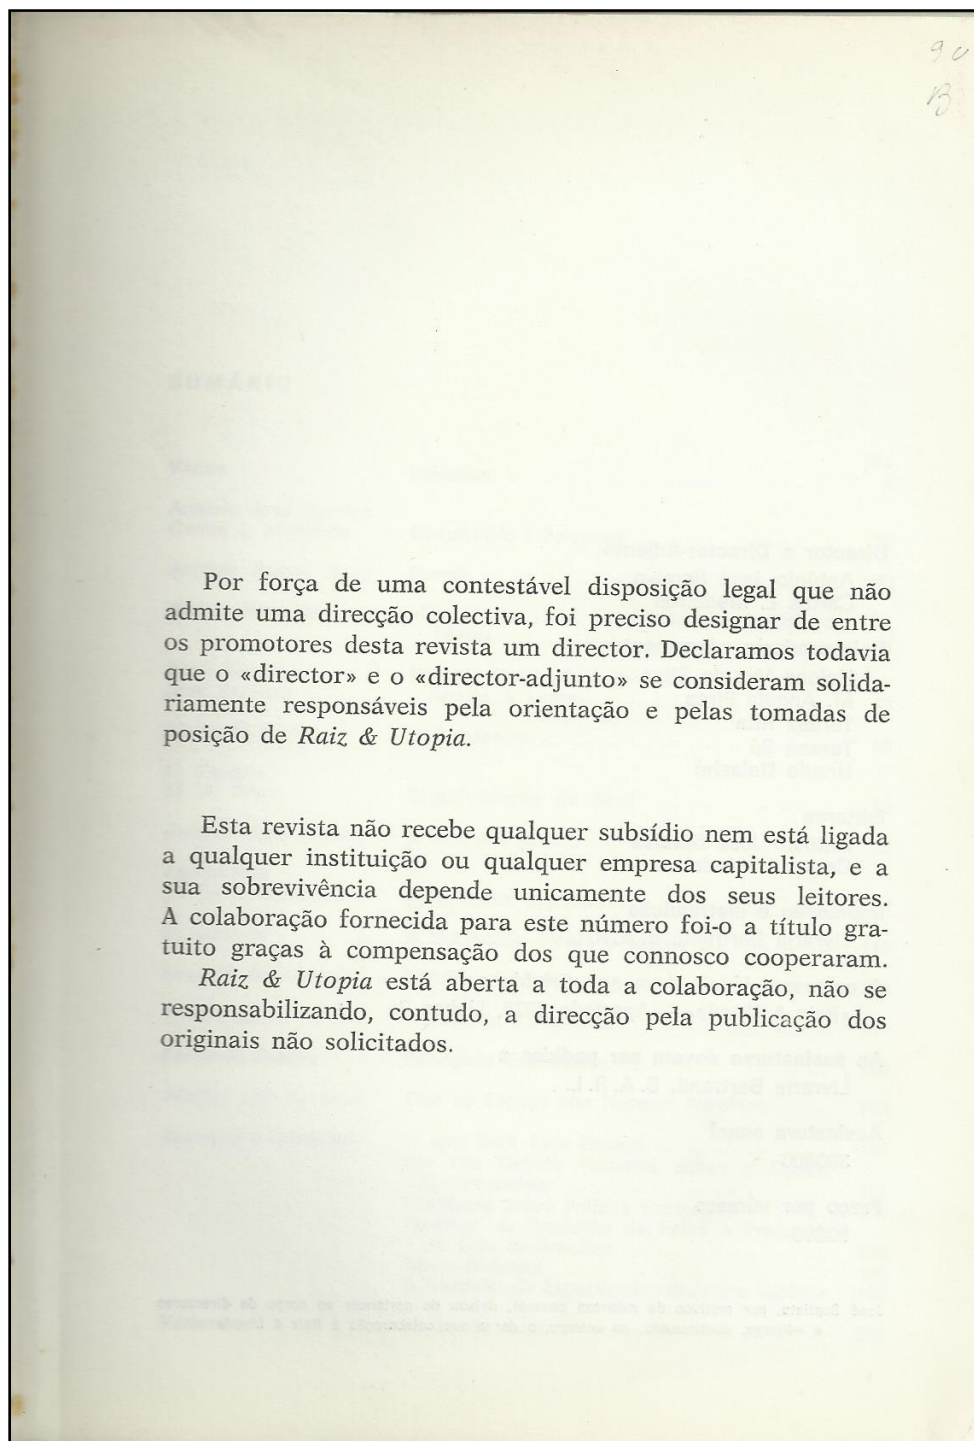 90
B
Por força de uma contestável disposição legal que não
admite uma direcção colectiva, foi preciso designar de entre
os promotores desta revista um director. Declaramos todavia
que o «director» e o «director-adjunto» se consideram solida-
riamente responsáveis pela orientação e pelas tomadas de
posição de Raiz & Utopia.
Esta revista não recebe qualquer subsídio nem está ligada
a qualquer instituição ou qualquer empresa capitalista, e a
sua sobrevivência depende unicamente dos seus leitores.
A colaboração fornecida para este número foi-o a título gra-
tuito graças à compensação dos que connosco cooperaram.
Raiz & Utopia está aberta a toda a colaboração, não se
responsabilizando, contudo, a direcção pela publicação dos
originais não solicitados.